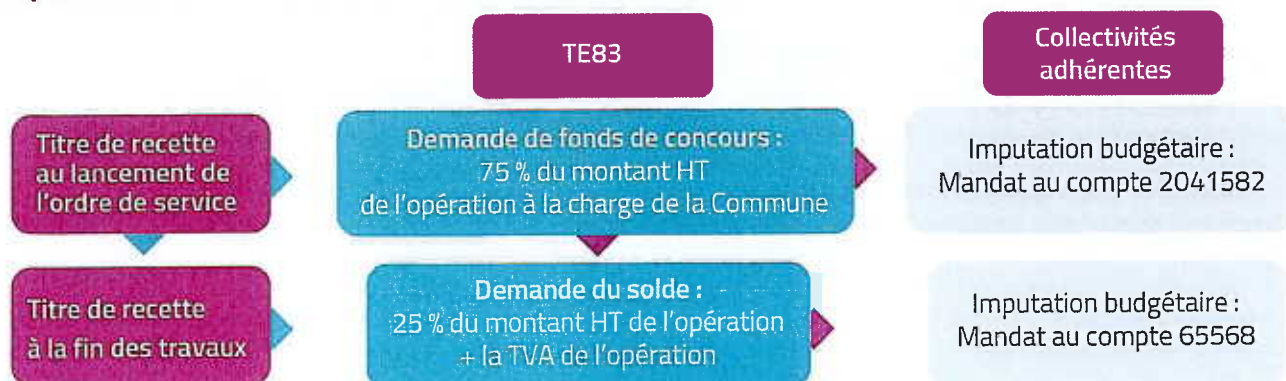 TE83
Collectivités
adhérentes
Titre de recette
au lancement de
l'ordre de service
Demande de fonds de concours :
75 % du montant HT
de l'opération à la charge de la Commune
Imputation budgétaire :
Mandat au compte 2041582
Titre de recette
à la fin des travaux
Demande du solde :
25 % du montant HT de l'opération
+ la TVA de l'opération
Imputation budgétaire :
Mandat au compte 65568